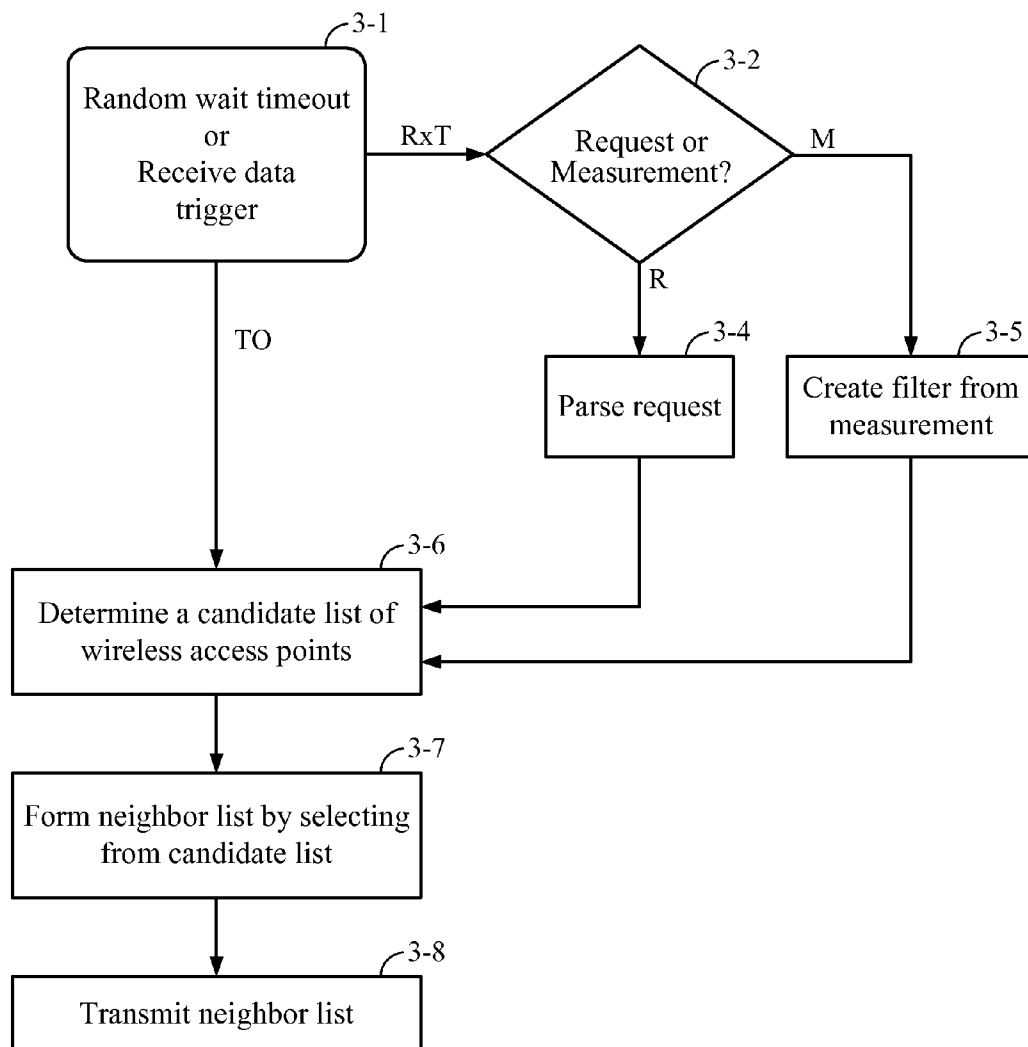 3-1
Random wait timeout
or
Receive data
trigger
RxT
3-2
Request or
Measurement?
M
R
TO
3-4
Parse request
3-5
Create filter from
measurement
3-6
Determine a candidate list of
wireless access points
3-7
Form neighbor list by selecting
from candidate list
3-8
Transmit neighbor list